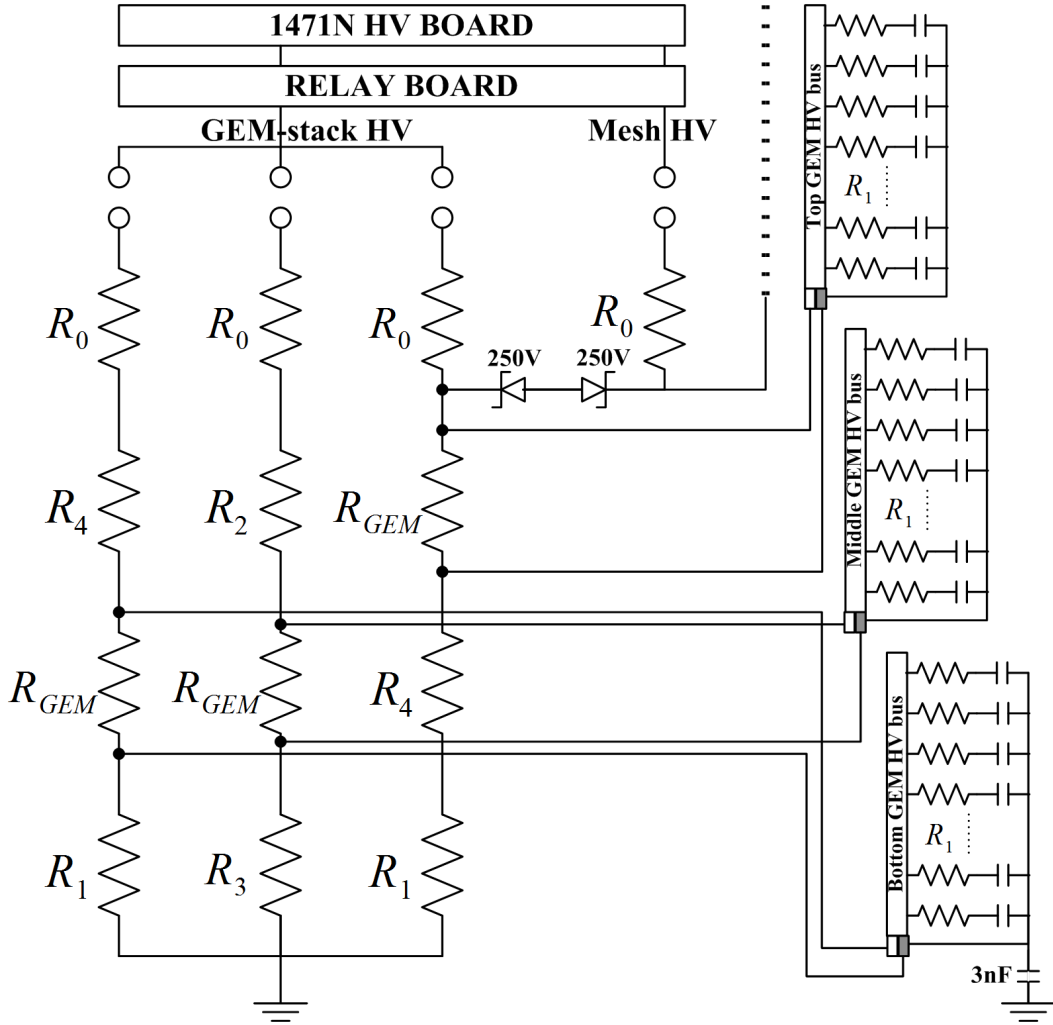 1471N HV BOARD
RELAY BOARD
GEM-stack HV
Mesh HV
R0
R0
R0
R0
250V
250V
R4
R2
RGEM
RGEM
RGEM
R4
R1
R3
R1
Top GEM HV bus
R1
Middle GEM HV bus
R1
Bottom GEM HV bus
R1
3nF